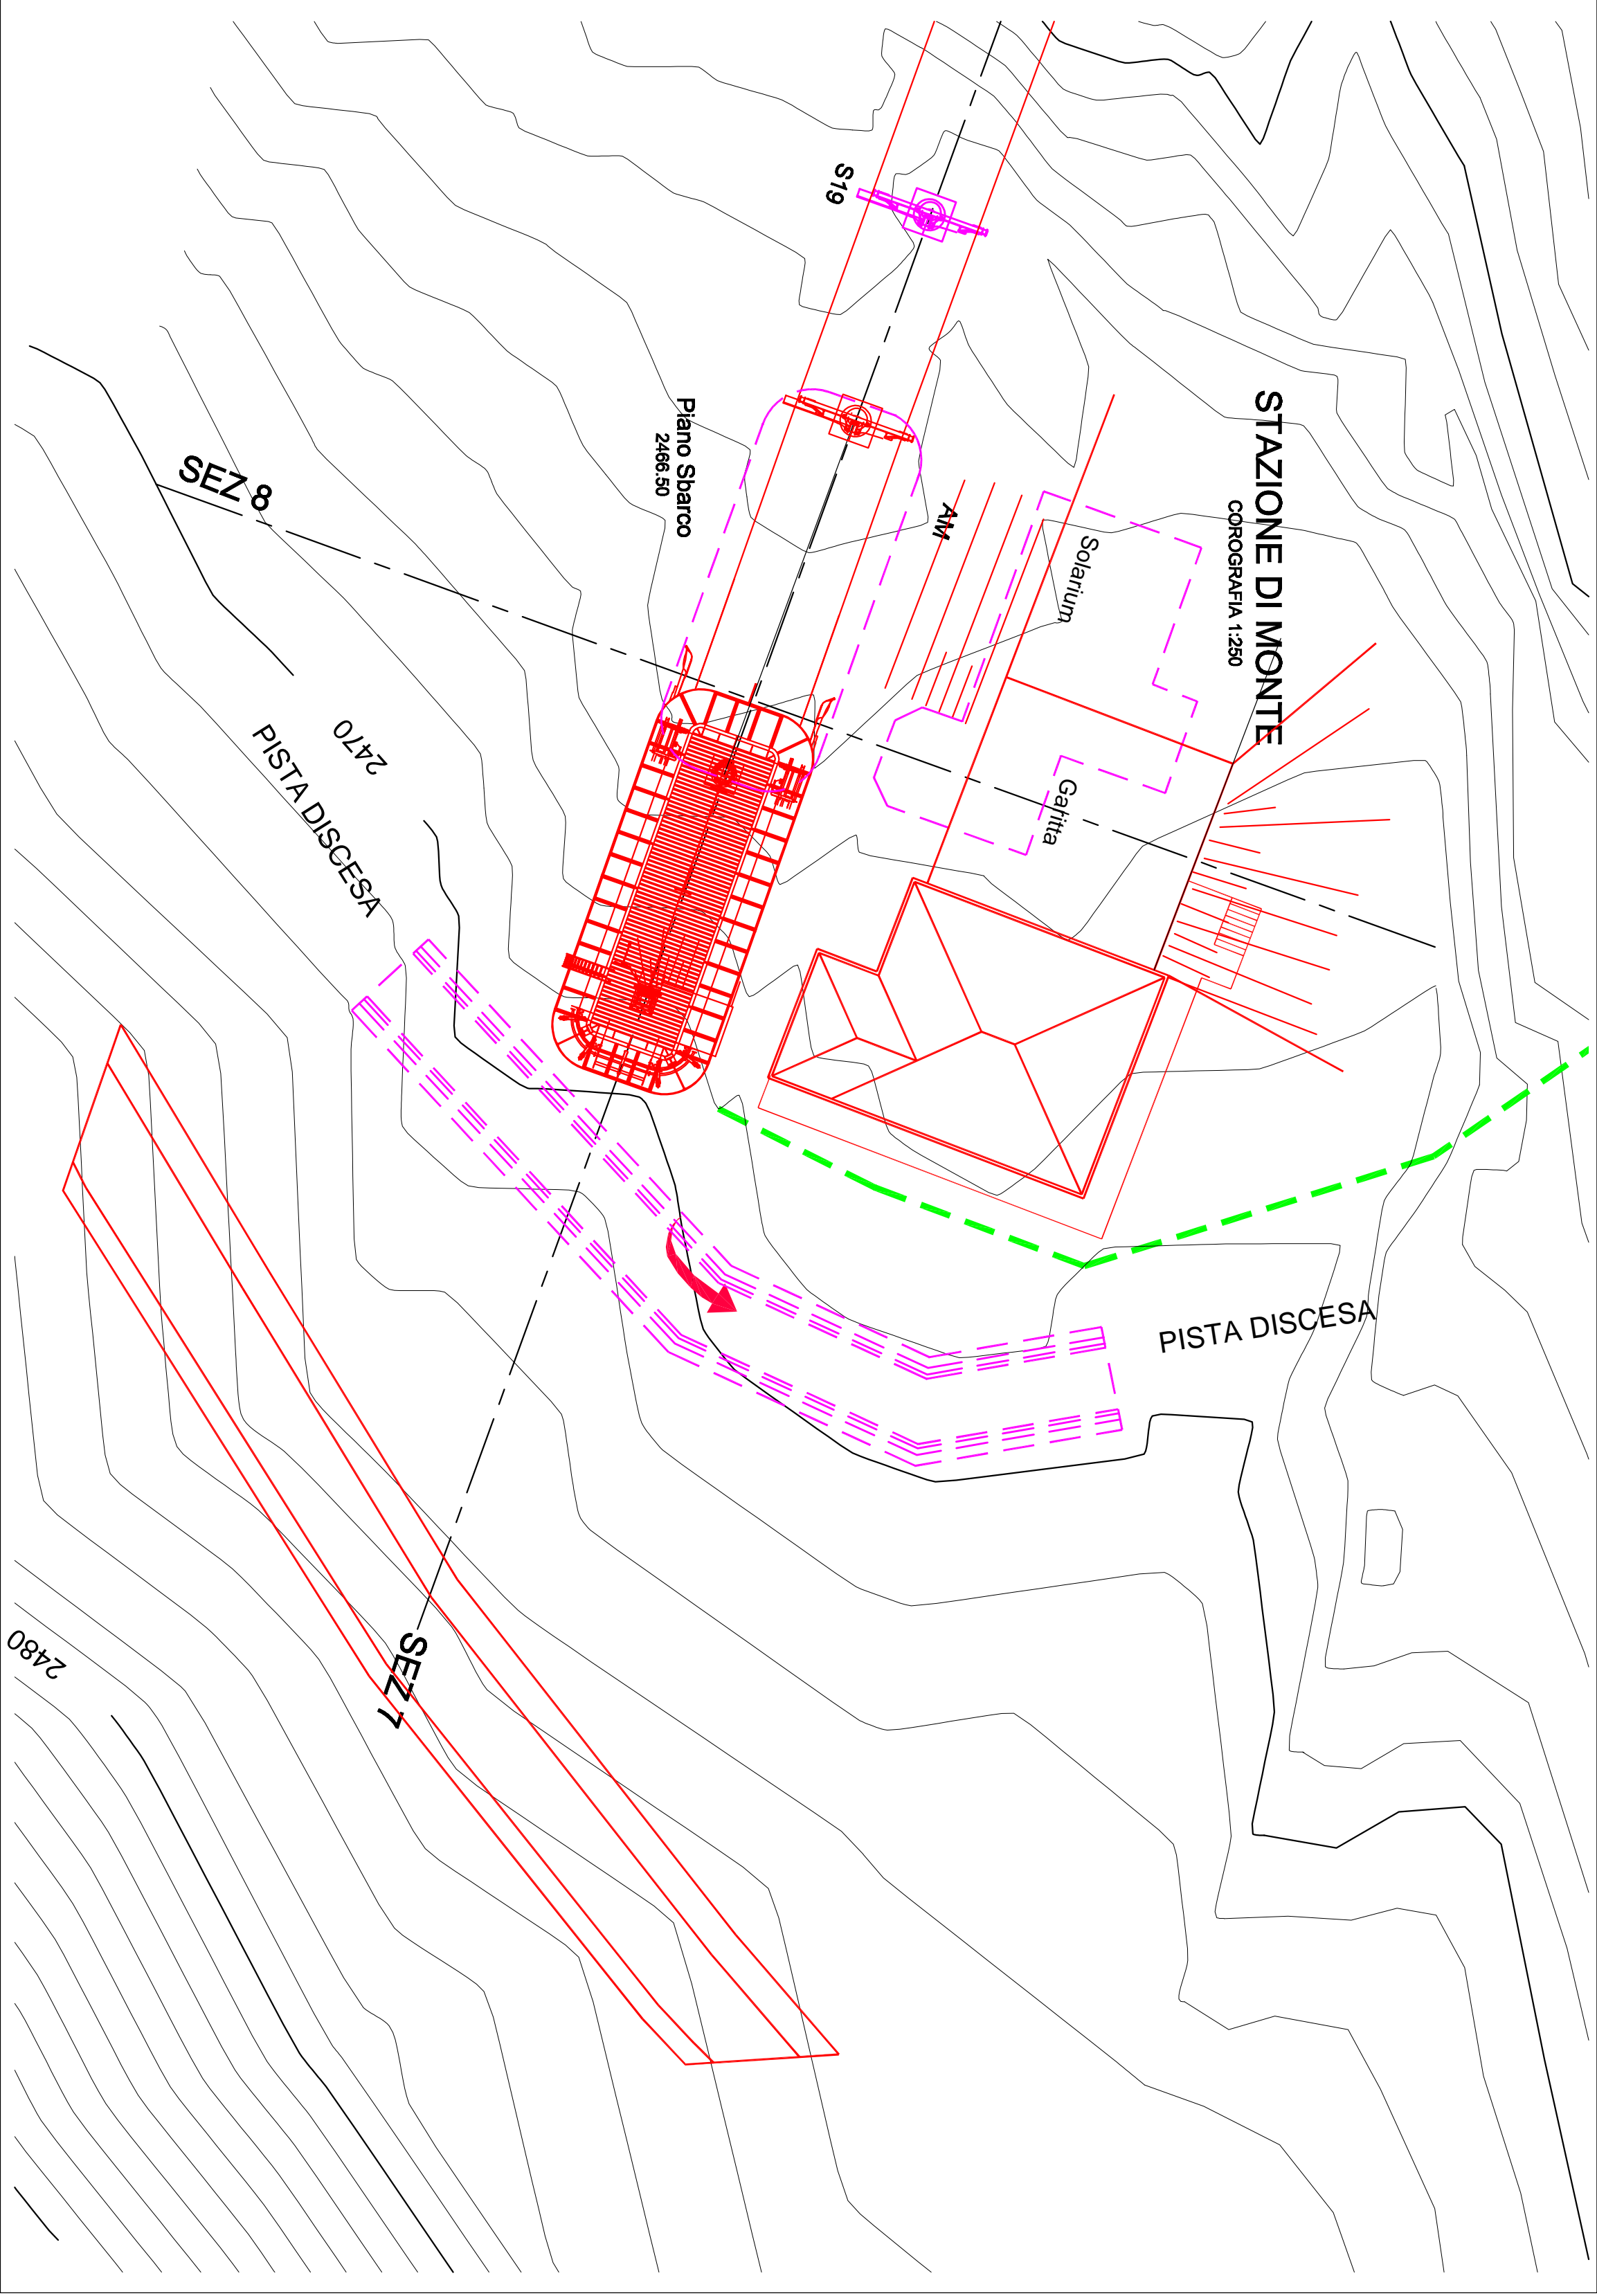 STAZIONE DI MONTE
COROGRAFIA 1:250
S19
Piano Sbarco
2466.50
AM
Solarium
Garitta
SEZ 8
2470
PISTA DISCESA
PISTA DISCESA
SEZ 7
2480